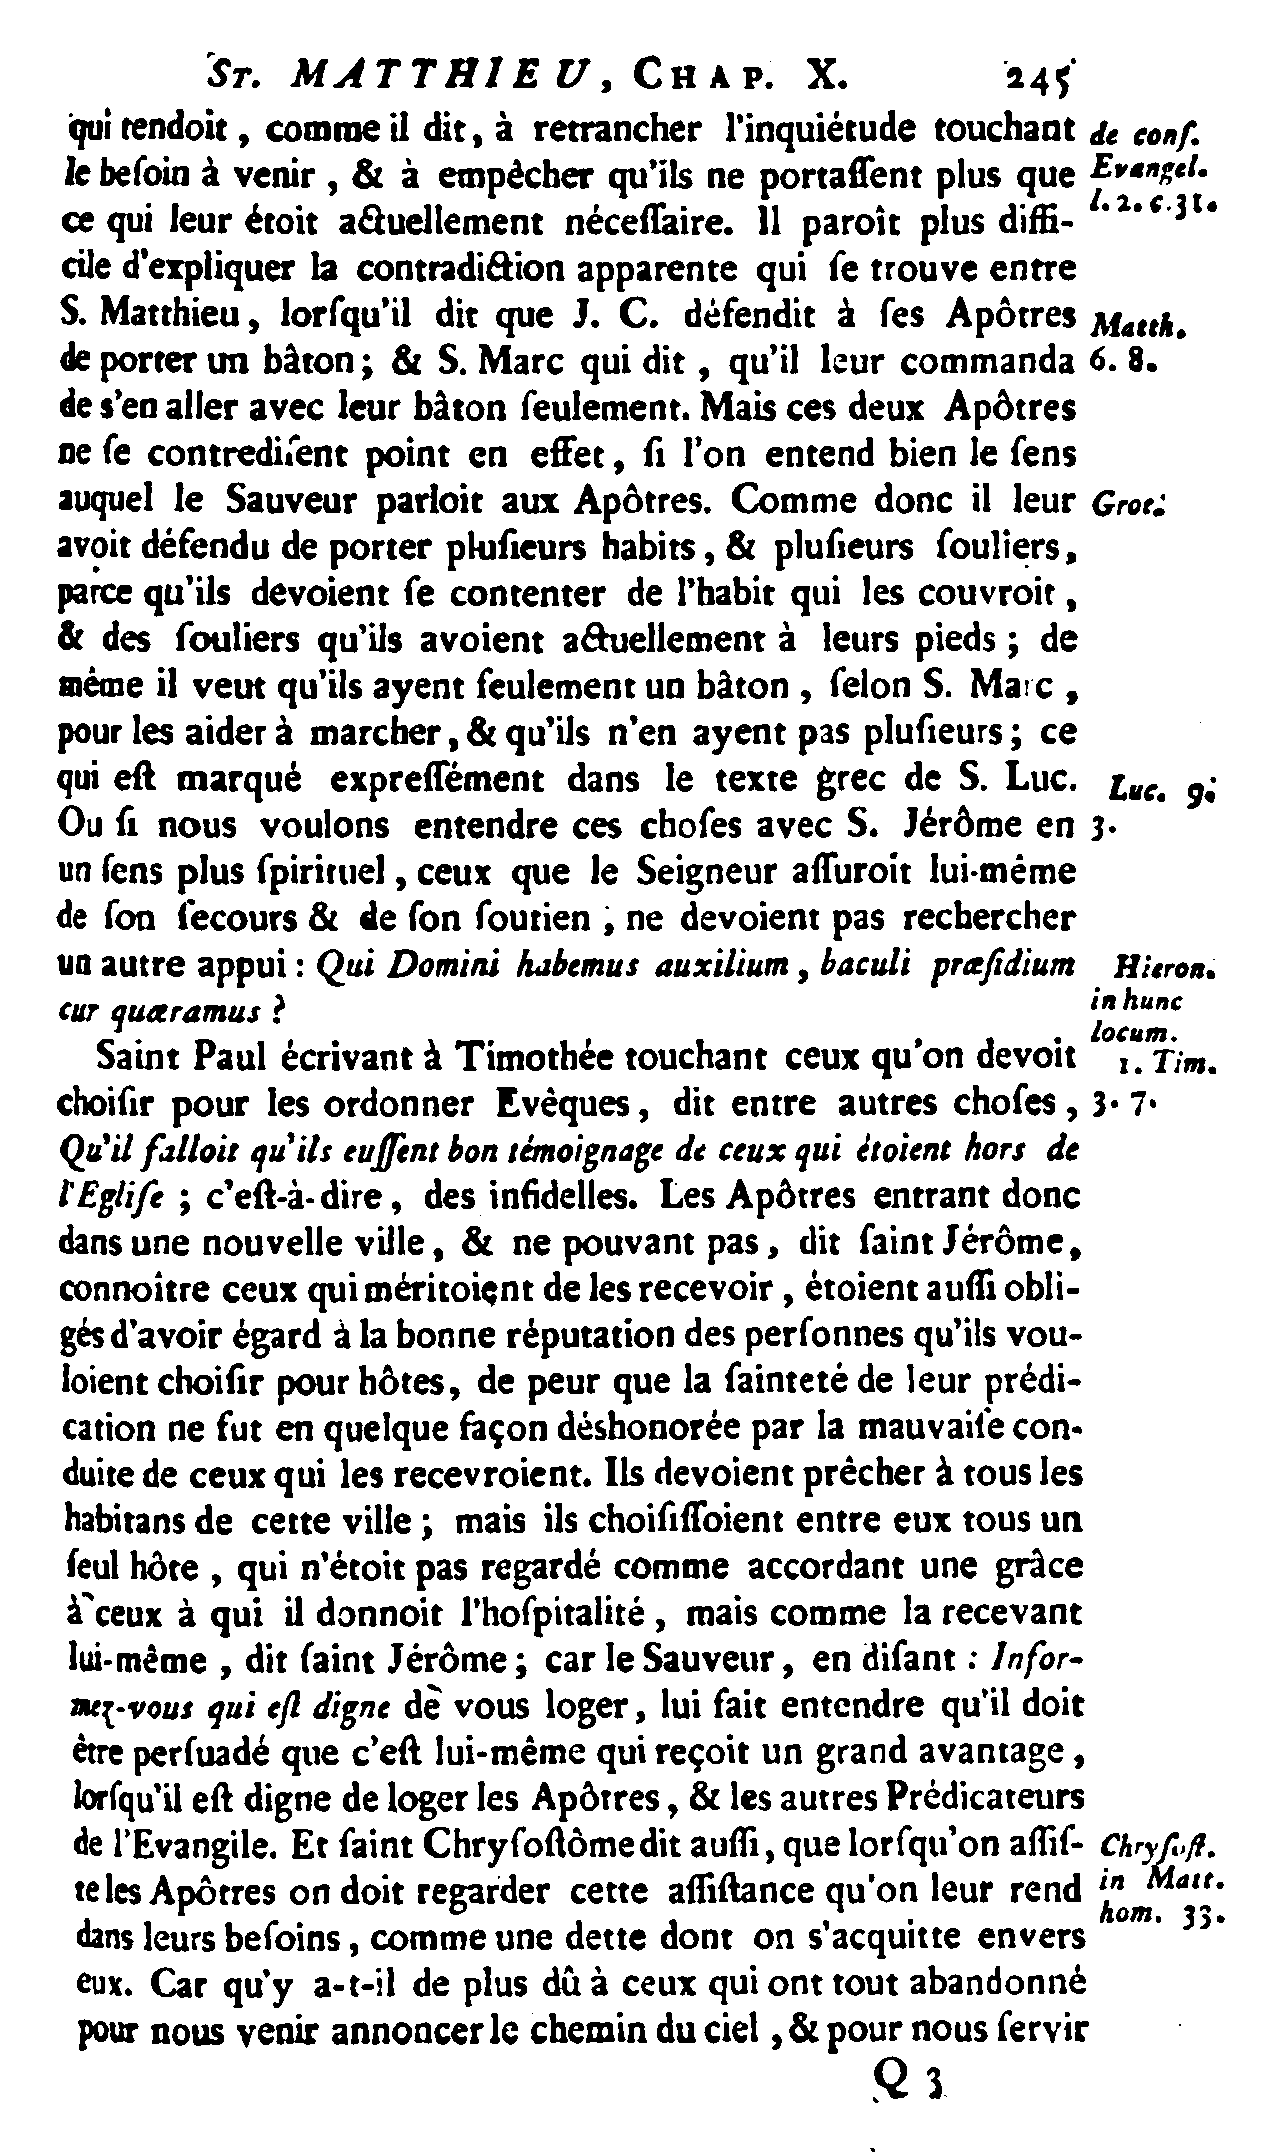 St. MATTHIEU, CHAP. X. 245
qui tendoit, comme il dit, à retrancher l'inquiétude touchant
de conſ.
le beſoin à venir, & à empêcher qu'ils ne portaſſent plus que
Evangel.
ce qui leur étoit actuellement néceſſaire. Il paroît plus diffi-
l. 2. c. 31.
cile d'expliquer la contradiction apparente qui ſe trouve entre
S. Matthieu, lorſqu'il dit que J. C. défendit à ſes Apôtres
Matth.
de porter un bâton; & S. Marc qui dit, qu'il leur commanda
6. 8.
de s'en aller avec leur bâton ſeulement. Mais ces deux Apôtres
ne ſe contrediſent point en effet, ſi l'on entend bien le ſens
auquel le Sauveur parloit aux Apôtres. Comme donc il leur
Grot.
avoit défendu de porter pluſieurs habits, & pluſieurs ſouliers,
parce qu'ils devoient ſe contenter de l'habit qui les couvroit,
& des ſouliers qu'ils avoient actuellement à leurs pieds; de
même il veut qu'ils ayent ſeulement un bâton, ſelon S. Marc,
pour les aider à marcher, & qu'ils n'en ayent pas pluſieurs; ce
qui eſt marqué expreſſément dans le texte grec de S. Luc.
Luc. 9.
Ou ſi nous voulons entendre ces choſes avec S. Jérôme en
3.
un ſens plus ſpirituel, ceux que le Seigneur aſſuroit lui-même
de ſon ſecours & de ſon ſoutien, ne devoient pas rechercher
un autre appui: Qui Domini habemus auxilium, baculi præſidium
Hieron.
cur quæramus?
in hunc
locum.
Saint Paul écrivant à Timothée touchant ceux qu'on devoit
1. Tim.
choiſir pour les ordonner Evêques, dit entre autres choſes,
3. 7.
Qu'il falloit qu'ils euſſent bon témoignage de ceux qui étoient hors de
l'Egliſe; c'eſt-à-dire, des infidelles. Les Apôtres entrant donc
dans une nouvelle ville, & ne pouvant pas, dit ſaint Jérôme,
connoître ceux qui méritoient de les recevoir, étoient auſſi obli-
gés d'avoir égard à la bonne réputation des perſonnes qu'ils vou-
loient choiſir pour hôtes, de peur que la ſainteté de leur prédi-
cation ne fut en quelque façon déshonorée par la mauvaiſe con-
duite de ceux qui les recevroient. Ils devoient prêcher à tous les
habitans de cette ville; mais ils choiſiſſoient entre eux tous un
ſeul hôte, qui n'étoit pas regardé comme accordant une grâce
à ceux à qui il donnoit l'hoſpitalité, mais comme la recevant
lui-même, dit ſaint Jérôme; car le Sauveur, en diſant: Infor-
mez-vous qui eſt digne de vous loger, lui fait entendre qu'il doit
être perſuadé que c'eſt lui-même qui reçoit un grand avantage,
lorſqu'il eſt digne de loger les Apôtres, & les autres Prédicateurs
de l'Evangile. Et ſaint Chryſoſtôme dit auſſi, que lorſqu'on aſſiſ-
Chryſoſt.
te les Apôtres on doit regarder cette aſſiſtance qu'on leur rend
in Matt.
dans leurs beſoins, comme une dette dont on s'acquitte envers
hom. 33.
eux. Car qu'y a-t-il de plus dû à ceux qui ont tout abandonné
pour nous venir annoncer le chemin du ciel, & pour nous ſervir
Q 3